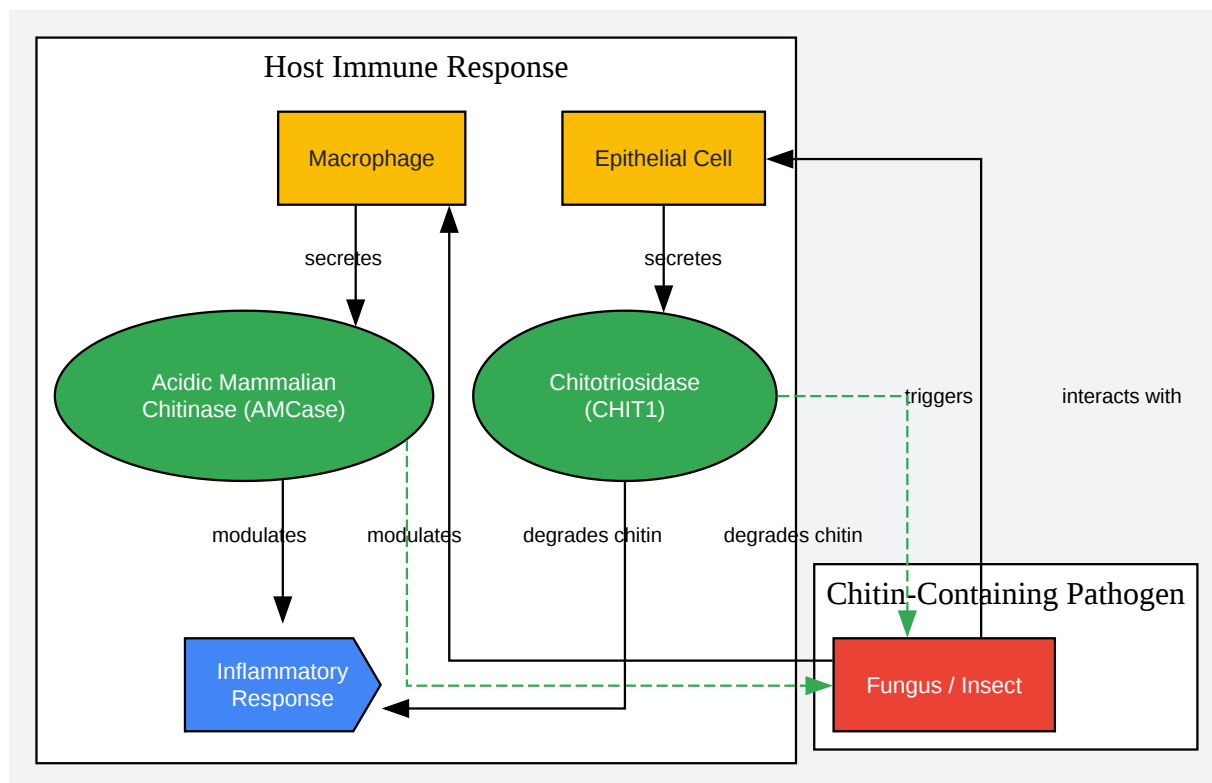 Host Immune Response
Macrophage
Epithelial Cell
secretes
secretes
Acidic Mammalian
Chitinase (AMCase)
Chitotriosidase
(CHIT1)
triggers
interacts with
modulates
modulates
degrades chitin
degrades chitin
Chitin-Containing Pathogen
Inflammatory
Response
Fungus / Insect